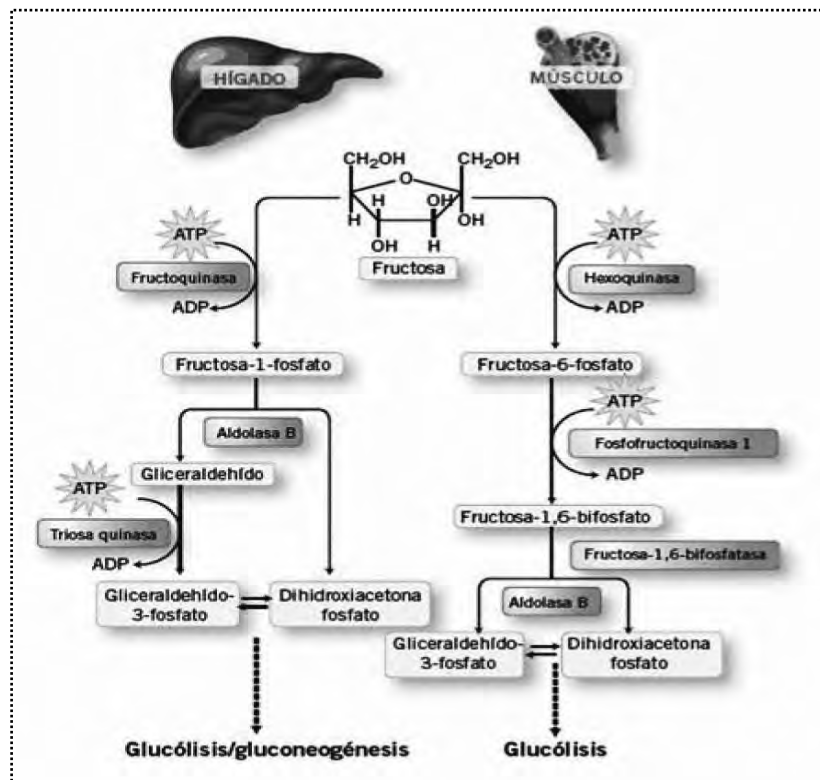 HÍGADO
MÚSCULO
CH₂OH
CH₂OH
O
H
OH
H
H
OH
OH
H
Fructosa
ATP
Fructoquinasa
ADP
ATP
Hexoquinasa
ADP
Fructosa-1-fosfato
Fructosa-6-fosfato
Aldolasa B
ATP
Fosfofructoquinasa 1
ADP
Gliceraldehído
ATP
Triosa quinasa
ADP
Fructosa-1,6-bifosfato
Fructosa-1,6-bifosfatasa
Gliceraldehído-
3-fosfato
Dihidroxiacetona
fosfato
Aldolasa B
Gliceraldehído-
3-fosfato
Dihidroxiacetona
fosfato
Glucólisis/gluconeogénesis
Glucólisis